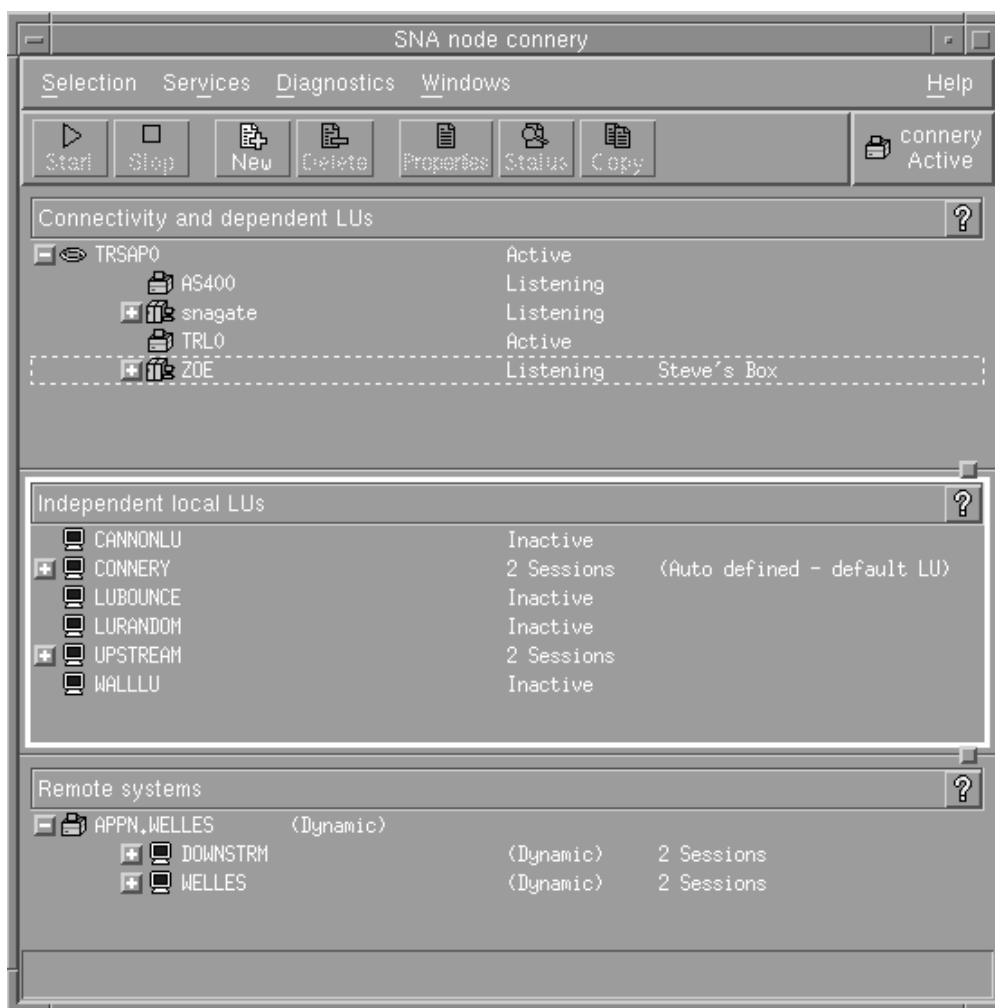 SNA node connery
Selection Services Diagnostics Windows Help
Start Stop New Delete Properties Status Copy connery Active
Connectivity and dependent LUs ?
TRSAP0 Active
AS400 Listening
snagate Listening
TRL0 Active
ZOE Listening Steve's Box
Independent local LUs ?
CANNONLU Inactive
CONNERY 2 Sessions (Auto defined - default LU)
LUBOUNCE Inactive
LURANDOM Inactive
UPSTREAM 2 Sessions
WALLLU Inactive
Remote systems ?
APPN.WELLES (Dynamic)
DOWNSTRM (Dynamic) 2 Sessions
WELLES (Dynamic) 2 Sessions